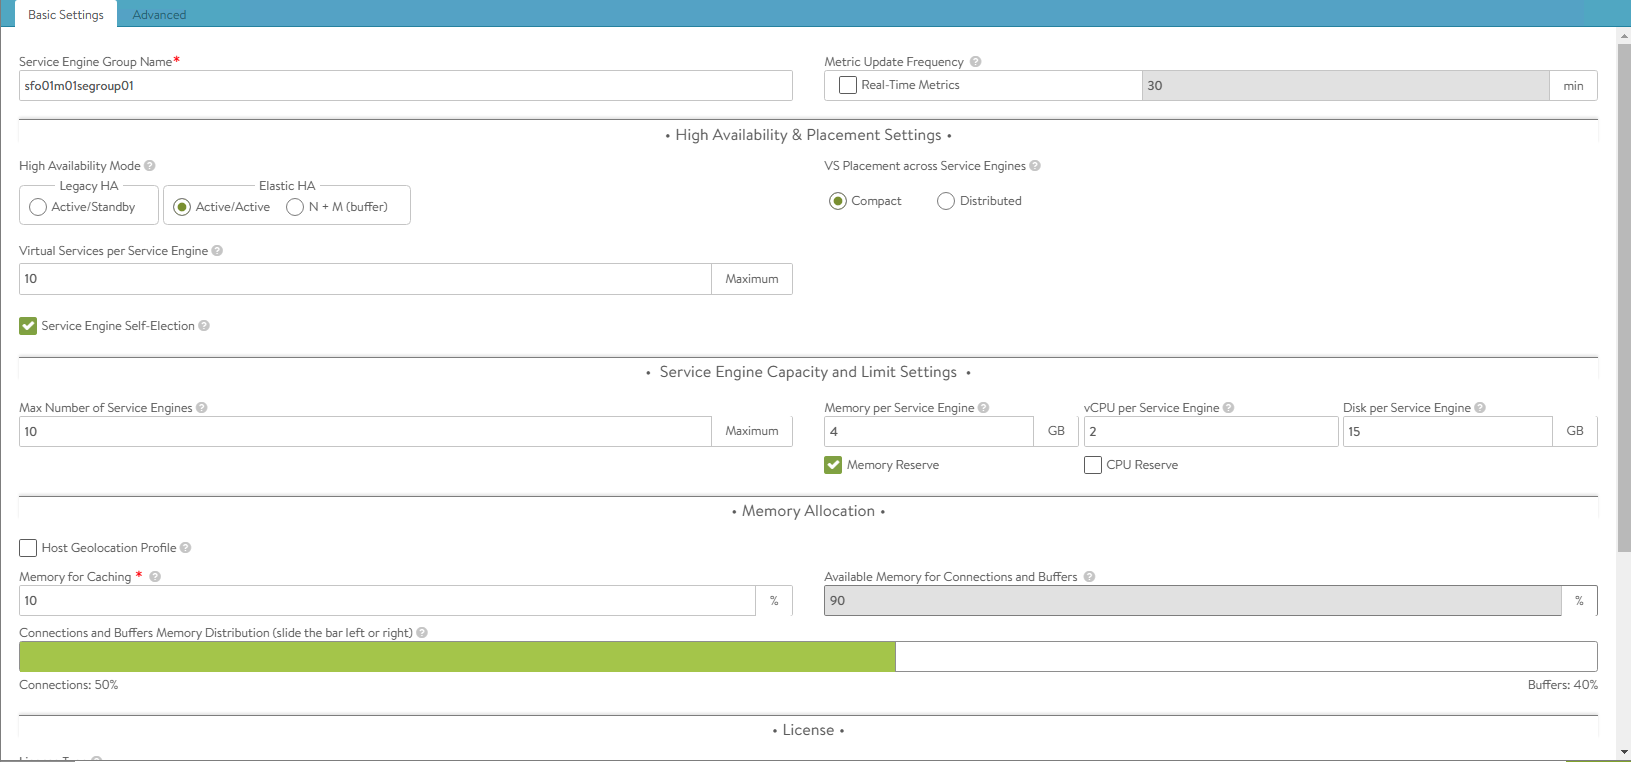 Basic Settings Advanced
Service Engine Group Name* Metric Update Frequency
sfo01m01segroup01 Real-Time Metrics 30 min
• High Availability & Placement Settings •
High Availability Mode VS Placement across Service Engines
Legacy HA Elastic HA
Active/Standby Active/Active N + M (buffer) Compact Distributed
Virtual Services per Service Engine
10 Maximum
Service Engine Self-Election
• Service Engine Capacity and Limit Settings •
Max Number of Service Engines Memory per Service Engine vCPU per Service Engine Disk per Service Engine
10 Maximum 4 GB 2 15 GB
Memory Reserve CPU Reserve
• Memory Allocation •
Host Geolocation Profile
Memory for Caching * Available Memory for Connections and Buffers
10 % 90 %
Connections and Buffers Memory Distribution (slide the bar left or right)
Connections: 50% Buffers: 40%
• License •